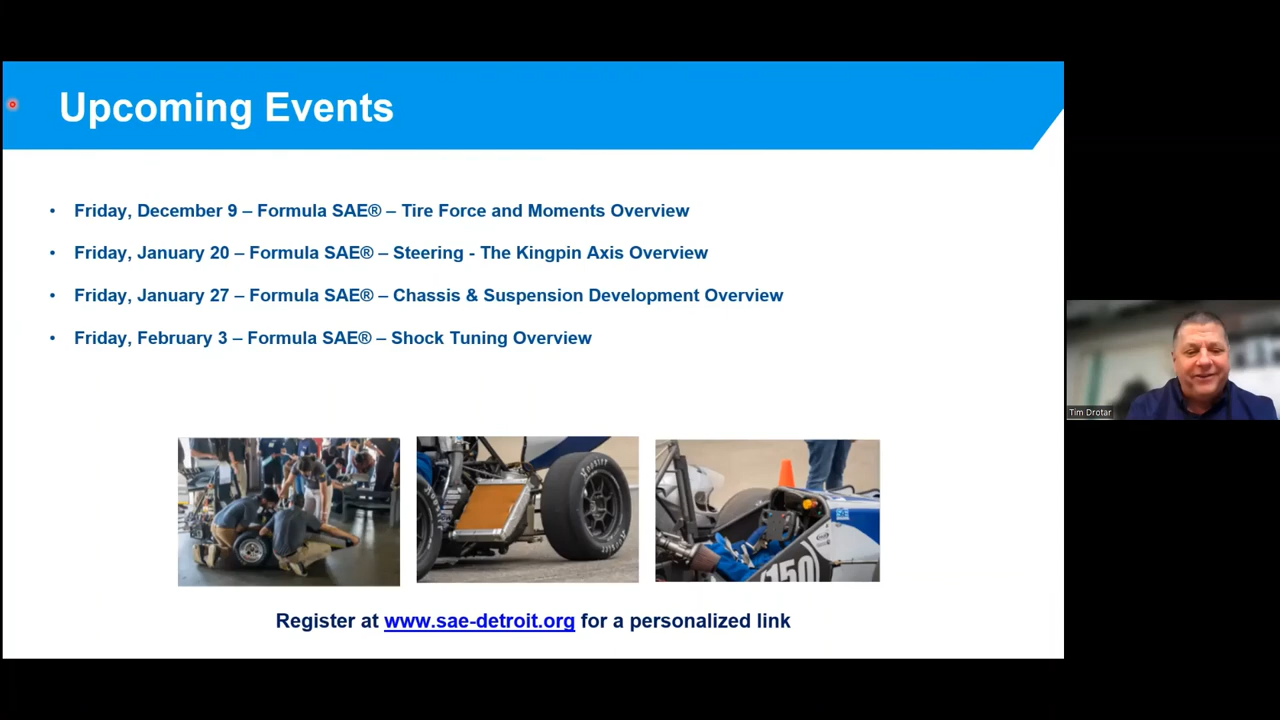 Upcoming Events
• Friday, December 9 – Formula SAE® – Tire Force and Moments Overview
• Friday, January 20 – Formula SAE® – Steering - The Kingpin Axis Overview
• Friday, January 27 – Formula SAE® – Chassis & Suspension Development Overview
• Friday, February 3 – Formula SAE® – Shock Tuning Overview
Tim Drotar
150
Register at www.sae-detroit.org for a personalized link